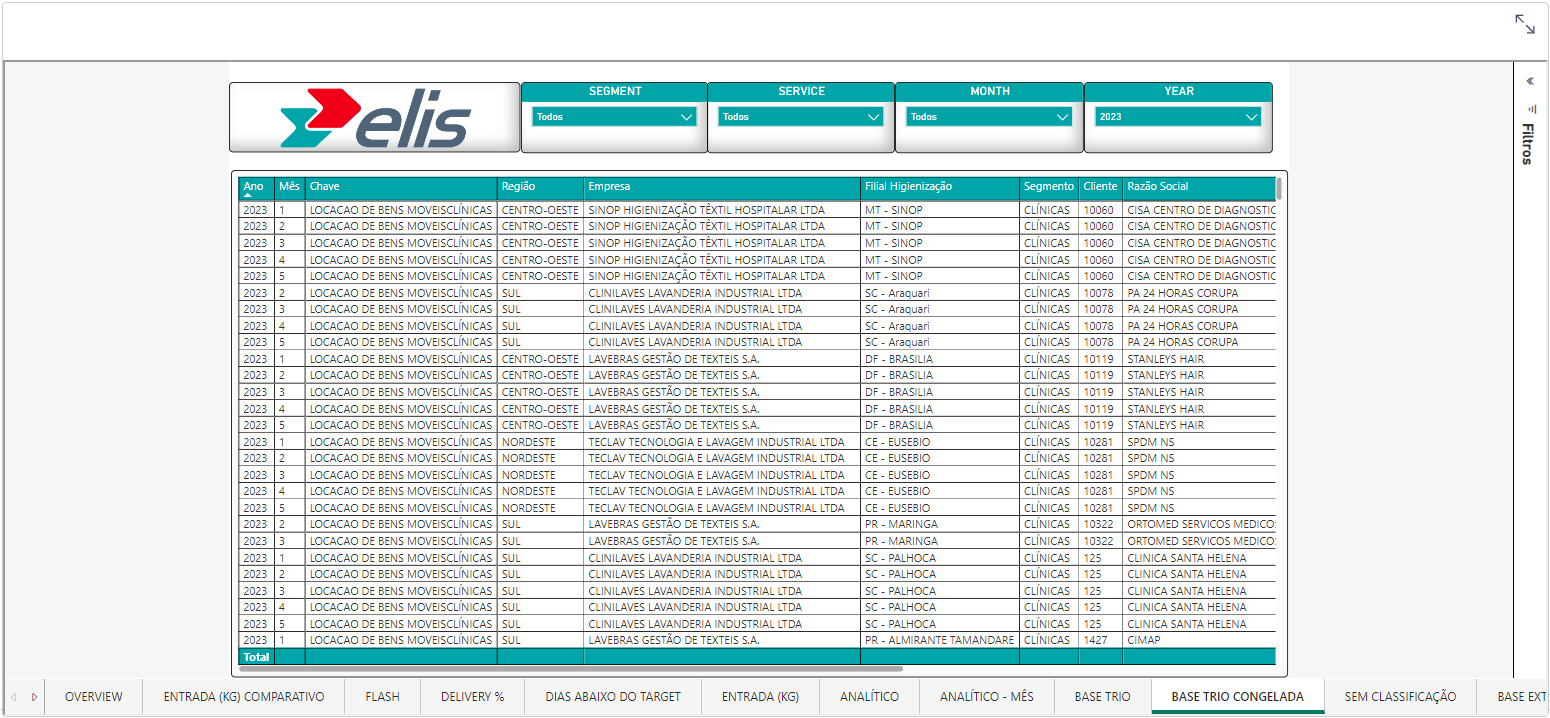 elis
SEGMENT SERVICE MONTH YEAR
Todos Todos Todos 2023
Filtros
Ano Mês Chave Região Empresa Filial Higienização Segmento Cliente Razão Social
2023 1 LOCACAO DE BENS MOVEISCLÍNICAS CENTRO-OESTE SINOP HIGIENIZAÇÃO TÊXTIL HOSPITALAR LTDA MT - SINOP CLÍNICAS 10060 CISA CENTRO DE DIAGNOSTIC
2023 2 LOCACAO DE BENS MOVEISCLÍNICAS CENTRO-OESTE SINOP HIGIENIZAÇÃO TÊXTIL HOSPITALAR LTDA MT - SINOP CLÍNICAS 10060 CISA CENTRO DE DIAGNOSTIC
2023 3 LOCACAO DE BENS MOVEISCLÍNICAS CENTRO-OESTE SINOP HIGIENIZAÇÃO TÊXTIL HOSPITALAR LTDA MT - SINOP CLÍNICAS 10060 CISA CENTRO DE DIAGNOSTIC
2023 4 LOCACAO DE BENS MOVEISCLÍNICAS CENTRO-OESTE SINOP HIGIENIZAÇÃO TÊXTIL HOSPITALAR LTDA MT - SINOP CLÍNICAS 10060 CISA CENTRO DE DIAGNOSTIC
2023 5 LOCACAO DE BENS MOVEISCLÍNICAS CENTRO-OESTE SINOP HIGIENIZAÇÃO TÊXTIL HOSPITALAR LTDA MT - SINOP CLÍNICAS 10060 CISA CENTRO DE DIAGNOSTIC
2023 2 LOCACAO DE BENS MOVEISCLÍNICAS SUL CLINILAVES LAVANDERIA INDUSTRIAL LTDA SC - Araquari CLÍNICAS 10078 PA 24 HORAS CORUPA
2023 3 LOCACAO DE BENS MOVEISCLÍNICAS SUL CLINILAVES LAVANDERIA INDUSTRIAL LTDA SC - Araquari CLÍNICAS 10078 PA 24 HORAS CORUPA
2023 4 LOCACAO DE BENS MOVEISCLÍNICAS SUL CLINILAVES LAVANDERIA INDUSTRIAL LTDA SC - Araquari CLÍNICAS 10078 PA 24 HORAS CORUPA
2023 5 LOCACAO DE BENS MOVEISCLÍNICAS SUL CLINILAVES LAVANDERIA INDUSTRIAL LTDA SC - Araquari CLÍNICAS 10078 PA 24 HORAS CORUPA
2023 1 LOCACAO DE BENS MOVEISCLÍNICAS CENTRO-OESTE LAVEBRAS GESTÃO DE TEXTEIS S.A. DF - BRASILIA CLÍNICAS 10119 STANLEYS HAIR
2023 2 LOCACAO DE BENS MOVEISCLÍNICAS CENTRO-OESTE LAVEBRAS GESTÃO DE TEXTEIS S.A. DF - BRASILIA CLÍNICAS 10119 STANLEYS HAIR
2023 3 LOCACAO DE BENS MOVEISCLÍNICAS CENTRO-OESTE LAVEBRAS GESTÃO DE TEXTEIS S.A. DF - BRASILIA CLÍNICAS 10119 STANLEYS HAIR
2023 4 LOCACAO DE BENS MOVEISCLÍNICAS CENTRO-OESTE LAVEBRAS GESTÃO DE TEXTEIS S.A. DF - BRASILIA CLÍNICAS 10119 STANLEYS HAIR
2023 5 LOCACAO DE BENS MOVEISCLÍNICAS CENTRO-OESTE LAVEBRAS GESTÃO DE TEXTEIS S.A. DF - BRASILIA CLÍNICAS 10119 STANLEYS HAIR
2023 1 LOCACAO DE BENS MOVEISCLÍNICAS NORDESTE TECLAV TECNOLOGIA E LAVAGEM INDUSTRIAL LTDA CE - EUSEBIO CLÍNICAS 10281 SPDM NS
2023 2 LOCACAO DE BENS MOVEISCLÍNICAS NORDESTE TECLAV TECNOLOGIA E LAVAGEM INDUSTRIAL LTDA CE - EUSEBIO CLÍNICAS 10281 SPDM NS
2023 3 LOCACAO DE BENS MOVEISCLÍNICAS NORDESTE TECLAV TECNOLOGIA E LAVAGEM INDUSTRIAL LTDA CE - EUSEBIO CLÍNICAS 10281 SPDM NS
2023 4 LOCACAO DE BENS MOVEISCLÍNICAS NORDESTE TECLAV TECNOLOGIA E LAVAGEM INDUSTRIAL LTDA CE - EUSEBIO CLÍNICAS 10281 SPDM NS
2023 5 LOCACAO DE BENS MOVEISCLÍNICAS NORDESTE TECLAV TECNOLOGIA E LAVAGEM INDUSTRIAL LTDA CE - EUSEBIO CLÍNICAS 10281 SPDM NS
2023 2 LOCACAO DE BENS MOVEISCLÍNICAS SUL LAVEBRAS GESTÃO DE TEXTEIS S.A. PR - MARINGA CLÍNICAS 10322 ORTOMED SERVICOS MEDICOS
2023 3 LOCACAO DE BENS MOVEISCLÍNICAS SUL LAVEBRAS GESTÃO DE TEXTEIS S.A. PR - MARINGA CLÍNICAS 10322 ORTOMED SERVICOS MEDICOS
2023 1 LOCACAO DE BENS MOVEISCLÍNICAS SUL CLINILAVES LAVANDERIA INDUSTRIAL LTDA SC - PALHOCA CLÍNICAS 125 CLINICA SANTA HELENA
2023 2 LOCACAO DE BENS MOVEISCLÍNICAS SUL CLINILAVES LAVANDERIA INDUSTRIAL LTDA SC - PALHOCA CLÍNICAS 125 CLINICA SANTA HELENA
2023 3 LOCACAO DE BENS MOVEISCLÍNICAS SUL CLINILAVES LAVANDERIA INDUSTRIAL LTDA SC - PALHOCA CLÍNICAS 125 CLINICA SANTA HELENA
2023 4 LOCACAO DE BENS MOVEISCLÍNICAS SUL CLINILAVES LAVANDERIA INDUSTRIAL LTDA SC - PALHOCA CLÍNICAS 125 CLINICA SANTA HELENA
2023 5 LOCACAO DE BENS MOVEISCLÍNICAS SUL CLINILAVES LAVANDERIA INDUSTRIAL LTDA SC - PALHOCA CLÍNICAS 125 CLINICA SANTA HELENA
2023 1 LOCACAO DE BENS MOVEISCLÍNICAS SUL LAVEBRAS GESTÃO DE TEXTEIS S.A. PR - ALMIRANTE TAMANDARE CLÍNICAS 1427 CIMAP
Total
OVERVIEW ENTRADA (KG) COMPARATIVO FLASH DELIVERY % DIAS ABAIXO DO TARGET ENTRADA (KG) ANALÍTICO ANALÍTICO - MÊS BASE TRIO BASE TRIO CONGELADA SEM CLASSIFICAÇÃO BASE EXT